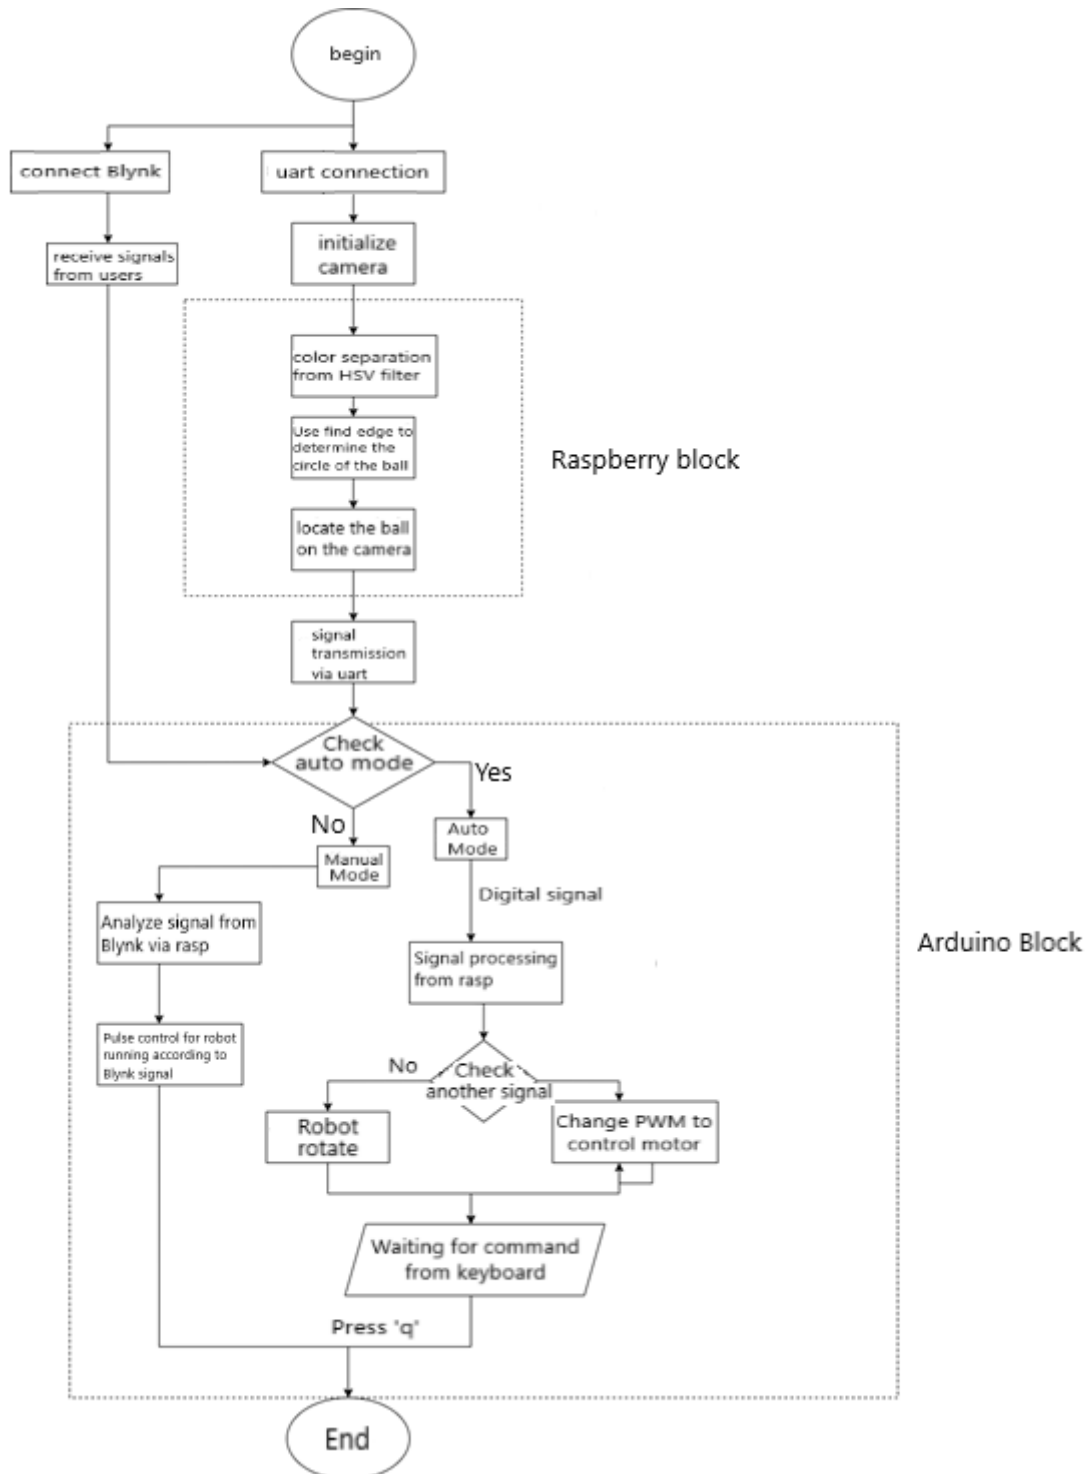 begin
connect Blynk
uart connection
receive signals
from users
initialize
camera
color separation
from HSV filter
Use find edge to
determine the
circle of the ball
Raspberry block
locate the ball
on the camera
signal
transmission
via uart
Check
auto mode
Yes
No
Auto
Mode
Manual
Mode
Digital signal
Analyze signal from
Blynk via rasp
Arduino Block
Signal processing
from rasp
Pulse control for robot
running according to
Blynk signal
No
Check
another signal
Robot
rotate
Change PWM to
control motor
Waiting for command
from keyboard
Press 'q'
End